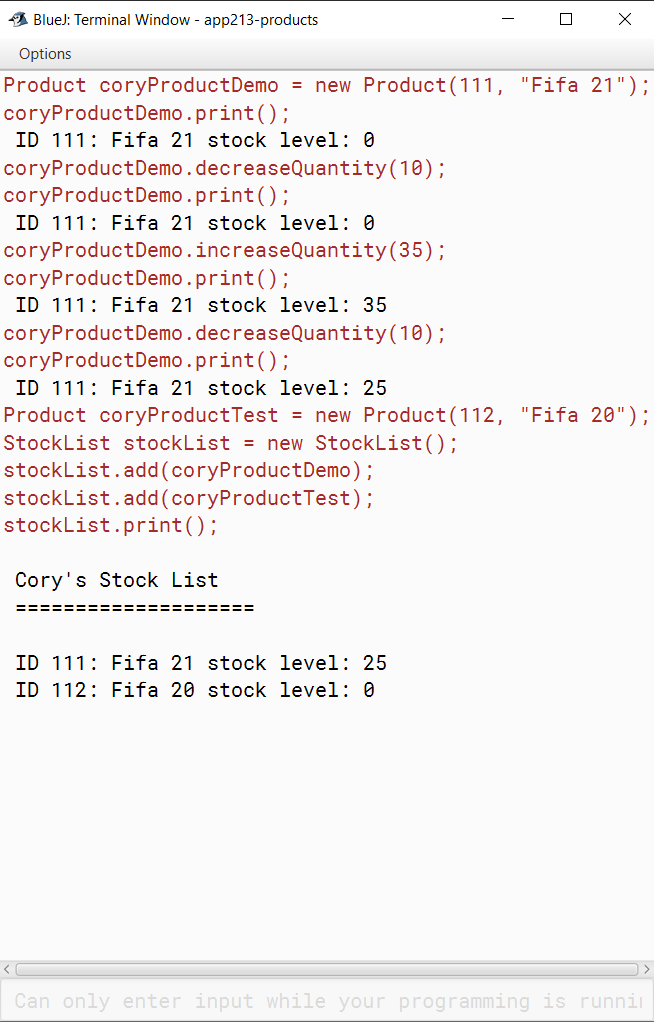 BlueJ: Terminal Window - app213-products
Options
Product coryProductDemo = new Product(111, "Fifa 21");
coryProductDemo.print();
ID 111: Fifa 21 stock level: 0
coryProductDemo.decreaseQuantity(10);
coryProductDemo.print();
ID 111: Fifa 21 stock level: 0
coryProductDemo.increaseQuantity(35);
coryProductDemo.print();
ID 111: Fifa 21 stock level: 35
coryProductDemo.decreaseQuantity(10);
coryProductDemo.print();
ID 111: Fifa 21 stock level: 25
Product coryProductTest = new Product(112, "Fifa 20");
StockList stockList = new StockList();
stockList.add(coryProductDemo);
stockList.add(coryProductTest);
stockList.print();
Cory's Stock List
====================
ID 111: Fifa 21 stock level: 25
ID 112: Fifa 20 stock level: 0
Can only enter input while your programming is